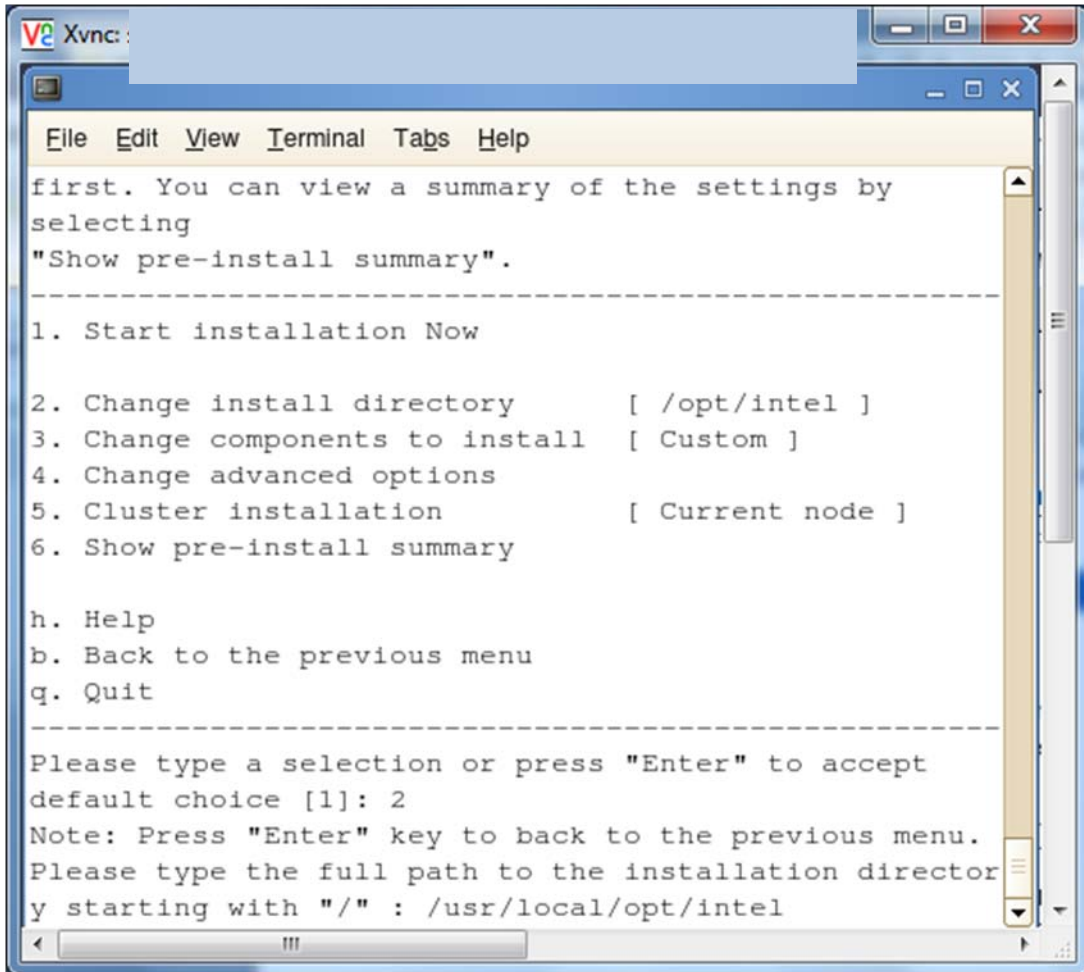 Xvnc:
File Edit View Terminal Tabs Help
first. You can view a summary of the settings by
selecting
"Show pre-install summary".
------------------------------------------------------
1. Start installation Now
2. Change install directory [ /opt/intel ]
3. Change components to install [ Custom ]
4. Change advanced options
5. Cluster installation [ Current node ]
6. Show pre-install summary
h. Help
b. Back to the previous menu
q. Quit
------------------------------------------------------
Please type a selection or press "Enter" to accept
default choice [1]: 2
Note: Press "Enter" key to back to the previous menu.
Please type the full path to the installation director
y starting with "/" : /usr/local/opt/intel